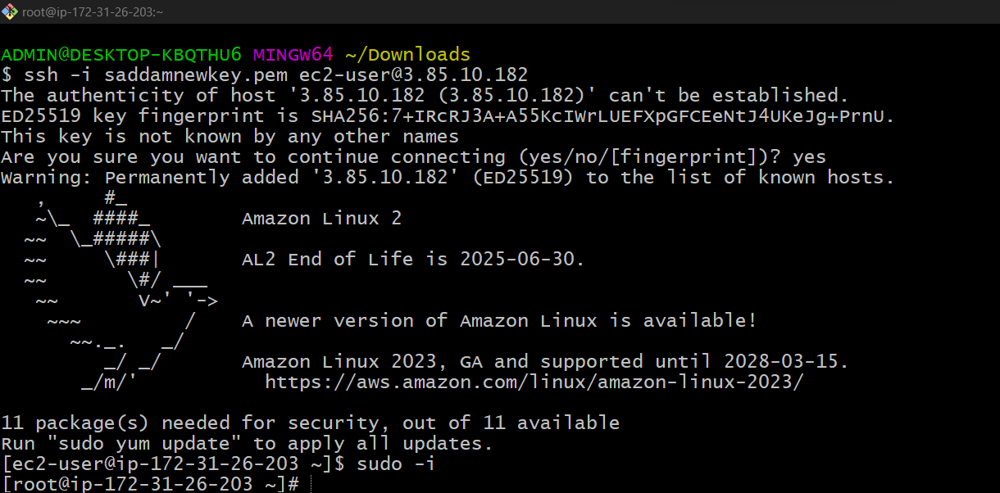 root@ip-172-31-26-203:~
ADMIN@DESKTOP-KBQTHU6 MINGW64 ~/Downloads
$ ssh -i saddamnewkey.pem ec2-user@3.85.10.182
The authenticity of host '3.85.10.182 (3.85.10.182)' can't be established.
ED25519 key fingerprint is SHA256:7+IRcRJ3A+A55KcIWrLUEFXpGFCEeNtJ4UKeJg+PrnU.
This key is not known by any other names
Are you sure you want to continue connecting (yes/no/[fingerprint])? yes
Warning: Permanently added '3.85.10.182' (ED25519) to the list of known hosts.
   ,     #_
   ~\_  ####_        Amazon Linux 2
  ~~  \_#####\
  ~~     \###|       AL2 End of Life is 2025-06-30.
  ~~       \#/ ___
   ~~       V~' '->
    ~~~         /    A newer version of Amazon Linux is available!
      ~~._.   _/
         _/ _/       Amazon Linux 2023, GA and supported until 2028-03-15.
       _/m/'           https://aws.amazon.com/linux/amazon-linux-2023/
11 package(s) needed for security, out of 11 available
Run "sudo yum update" to apply all updates.
[ec2-user@ip-172-31-26-203 ~]$ sudo -i
[root@ip-172-31-26-203 ~]#